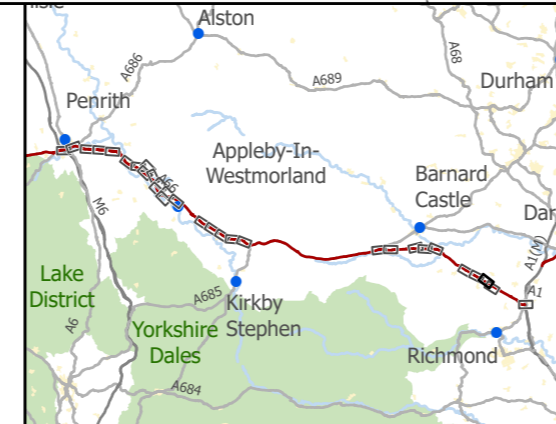 Alston
A686
A689
A68
Durham
Penrith
Appleby-In-
Westmorland
A66
Barnard
Castle
M6
A1(M)
Lake
District
A1
A685
Kirkby
Stephen
A6
Yorkshire
Dales
Richmond
A684